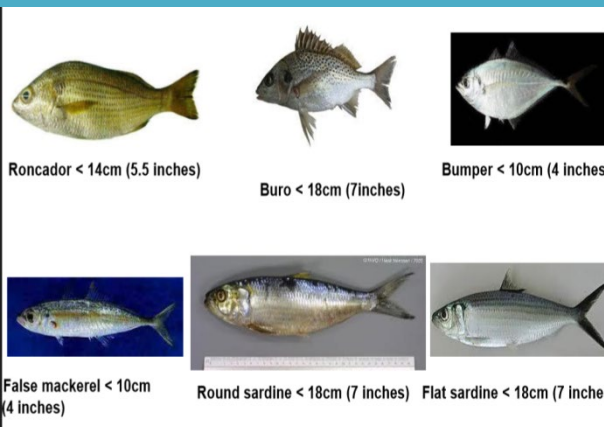 Roncador < 14cm (5.5 inches)
Buro < 18cm (7inches)
Bumper < 10cm (4 inches
False mackerel < 10cm
(4 inches)
Round sardine < 18cm (7 inches)
Flat sardine < 18cm (7 inche